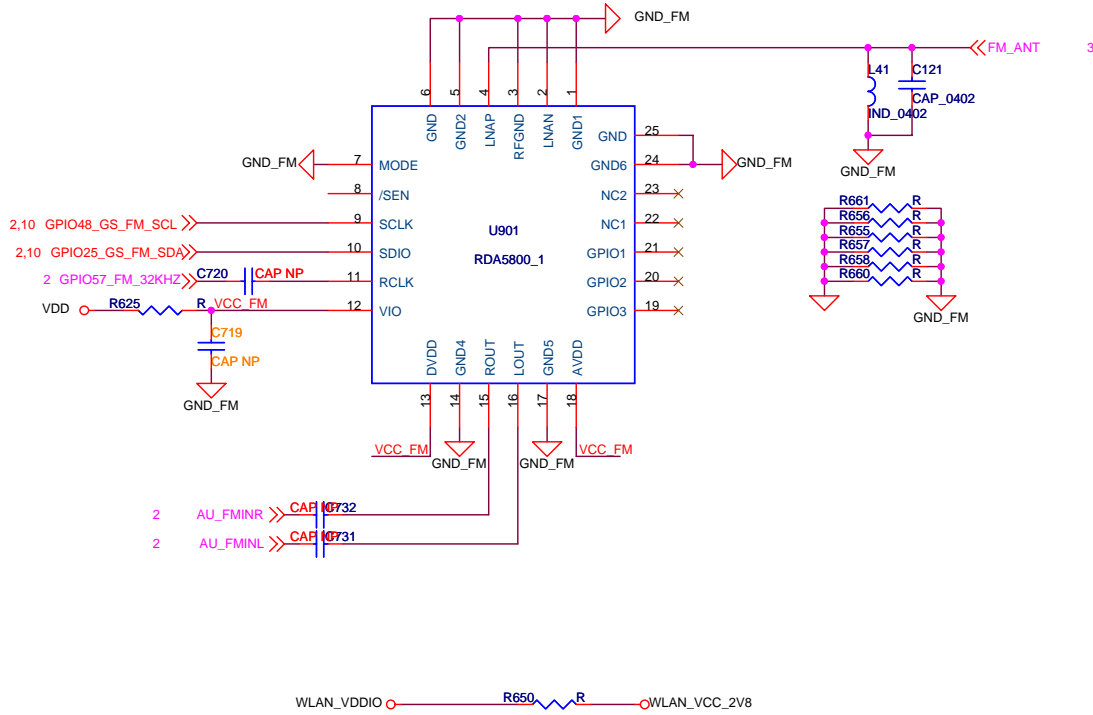 GND_FM
FM_ANT 3
6 5 4 3 2 1
GND GND2 LNAP RFGND LNAN GND1
L41 C121
CAP_0402
IND_0402
GND_FM
GND_FM 7 MODE
8 /SEN
2,10 GPIO48_GS_FM_SCL 9 SCLK
2,10 GPIO25_GS_FM_SDA 10 SDIO
2 GPIO57_FM_32KHZ C720 CAP NP 11 RCLK
VDD R625 R VCC_FM 12 VIO
C719
CAP NP
GND_FM
U901
RDA5800_1
GND 25
GND6 24 GND_FM
NC2 23
NC1 22
GPIO1 21
GPIO2 20
GPIO3 19
R661 R
R656 R
R655 R
R657 R
R658 R
R660 R
GND_FM
DVDD GND4 ROUT LOUT GND5 AVDD
13 14 15 16 17 18
VCC_FM GND_FM GND_FM VCC_FM
2 AU_FMINR CAP NP C732
2 AU_FMINL CAP NP C731
WLAN_VDDIO R650 R WLAN_VCC_2V8